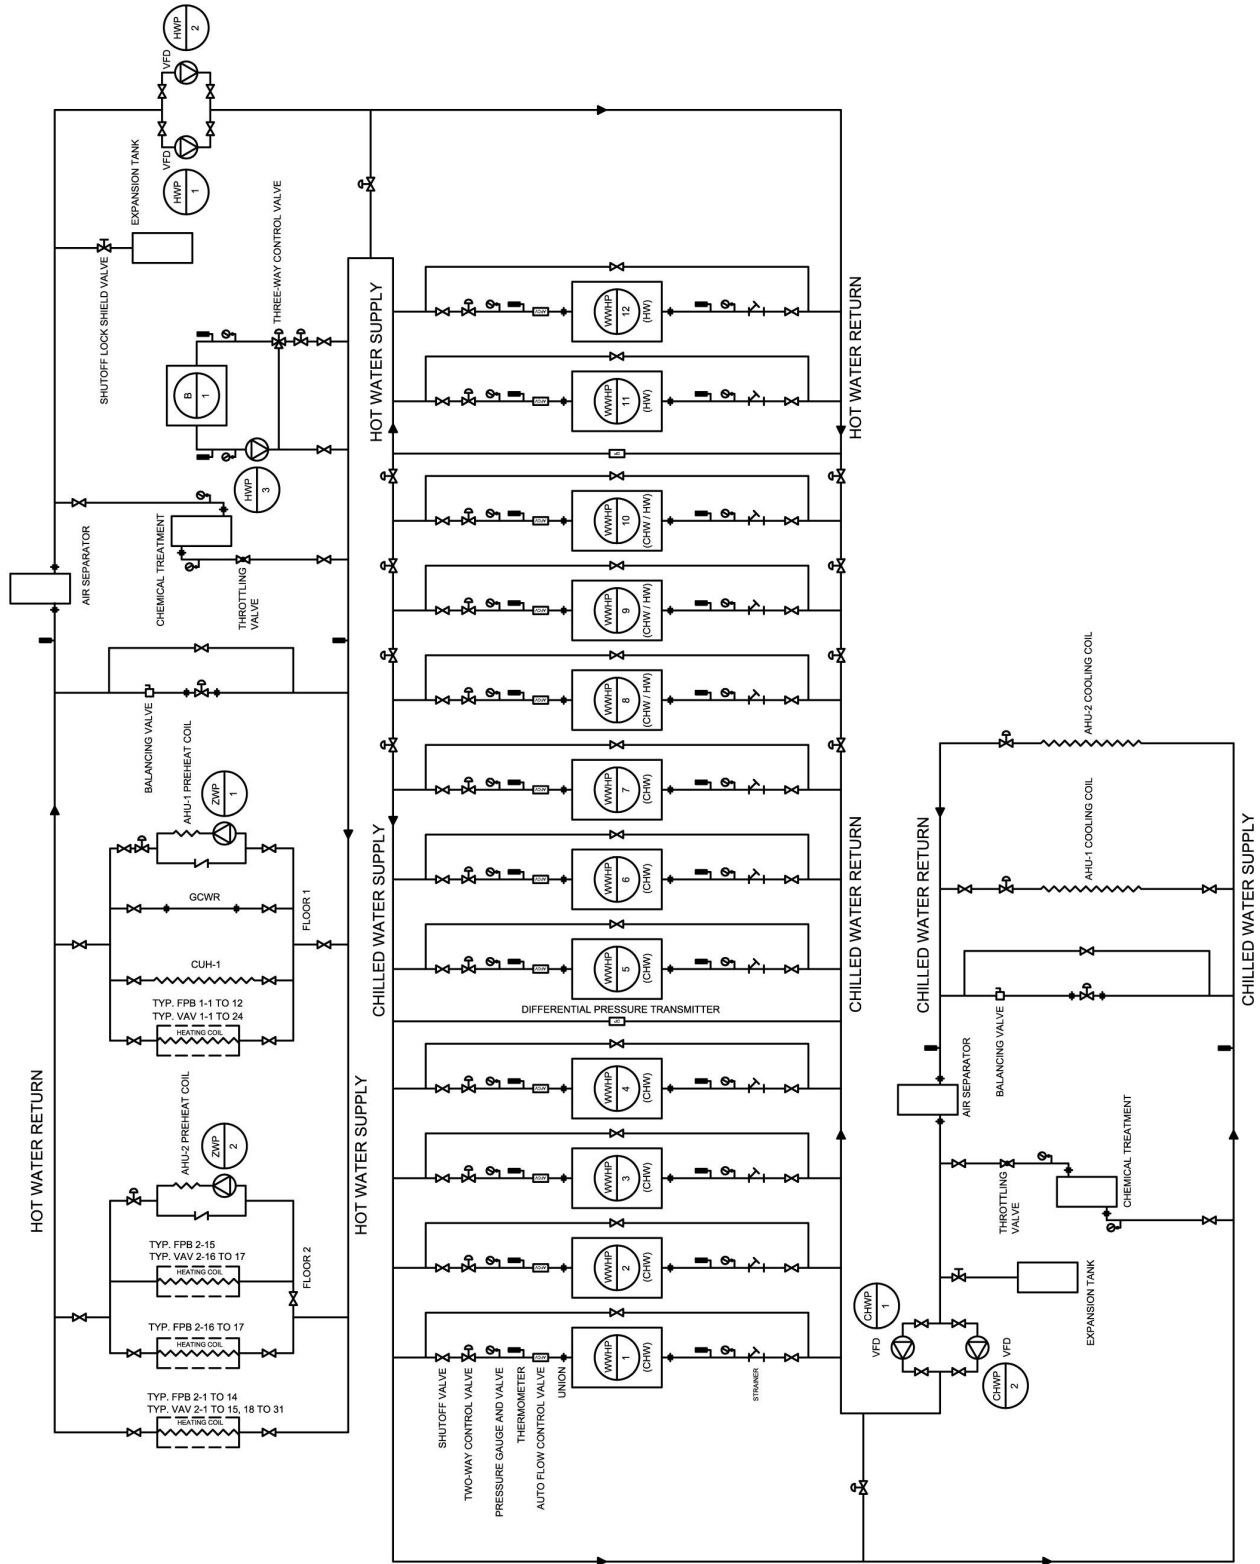 HWP
2
VFD
VFD
HWP
1
EXPANSION TANK
SHUTOFF LOCK SHIELD VALVE
THREE-WAY CONTROL VALVE
B
1
HWP
3
AIR SEPARATOR
CHEMICAL TREATMENT
THROTTLING
VALVE
BALANCING VALVE
AHU-1 PREHEAT COIL
ZWP
1
GCWR
CUH-1
FLOOR 1
TYP. FPB 1-1 TO 12
TYP. VAV 1-1 TO 24
HEATING COIL
HOT WATER RETURN
AHU-2 PREHEAT COIL
ZWP
2
TYP. FPB 2-15
TYP. VAV 2-16 TO 17
HEATING COIL
FLOOR 2
TYP. FPB 2-16 TO 17
HEATING COIL
TYP. FPB 2-1 TO 14
TYP. VAV 2-1 TO 15, 18 TO 31
HEATING COIL
HOT WATER SUPPLY
HOT WATER SUPPLY
CHILLED WATER SUPPLY
WWHP
12
(HW)
WWHP
11
(HW)
WWHP
10
(CHW / HW)
WWHP
9
(CHW / HW)
WWHP
8
(CHW / HW)
WWHP
7
(CHW)
WWHP
6
(CHW)
WWHP
5
(CHW)
DIFFERENTIAL PRESSURE TRANSMITTER
WWHP
4
(CHW)
WWHP
3
(CHW)
WWHP
2
(CHW)
WWHP
1
(CHW)
SHUTOFF VALVE
TWO-WAY CONTROL VALVE
PRESSURE GAUGE AND VALVE
THERMOMETER
AUTO FLOW CONTROL VALVE
UNION
STRAINER
HOT WATER RETURN
CHILLED WATER RETURN
CHILLED WATER RETURN
AHU-2 COOLING COIL
AHU-1 COOLING COIL
BALANCING VALVE
AIR SEPARATOR
THROTTLING
VALVE
CHEMICAL TREATMENT
EXPANSION TANK
CHWP
1
VFD
VFD
CHWP
2
CHILLED WATER SUPPLY